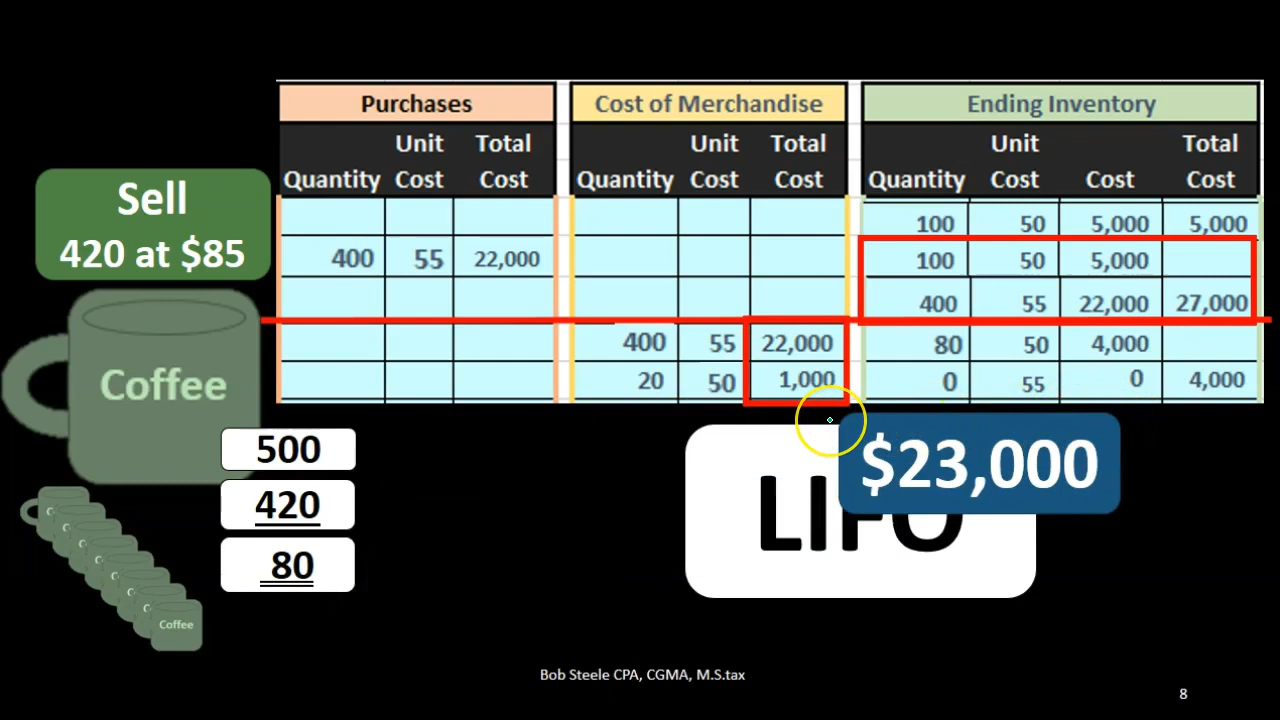 Purchases Cost of Merchandise Ending Inventory
Unit Total Unit Total Unit Total
Quantity Cost Cost Quantity Cost Cost Quantity Cost Cost Cost
Sell
420 at $85
100 50 5,000 5,000
400 55 22,000 100 50 5,000
400 55 22,000 27,000
400 55 22,000 80 50 4,000
20 50 1,000 0 55 0 4,000
Coffee
500
420
80
$23,000
LIFO
Coffee
Bob Steele CPA, CGMA, M.S.tax
8